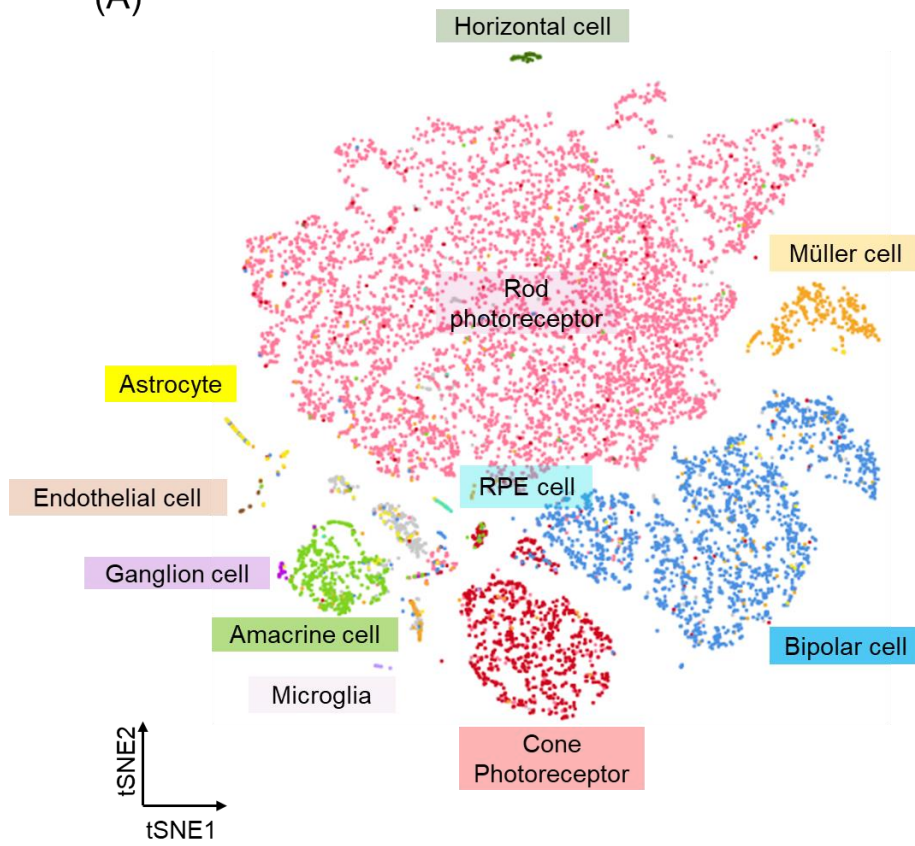 (A)
Horizontal cell
Müller cell
Rod
photoreceptor
Astrocyte
RPE cell
Endothelial cell
Ganglion cell
Amacrine cell
Bipolar cell
Microglia
Cone
Photoreceptor
tSNE2
tSNE1